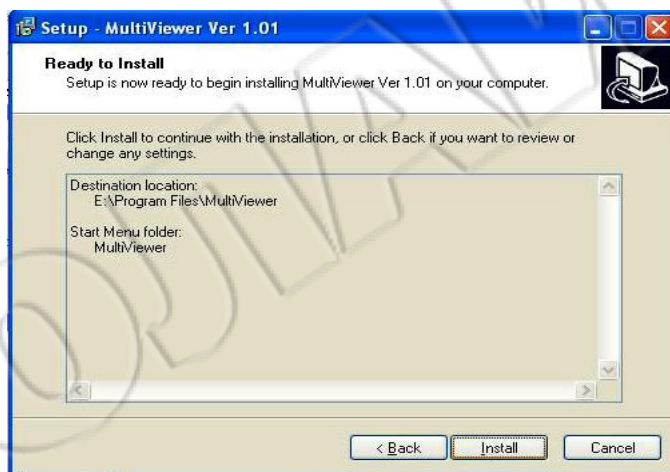 Setup - MultiViewer Ver 1.01
Ready to Install
Setup is now ready to begin installing MultiViewer Ver 1.01 on your computer.
Click Install to continue with the installation, or click Back if you want to review or
change any settings.
Destination location:
E:\Program Files\MultiViewer
Start Menu folder:
MultiViewer
< Back
Install
Cancel